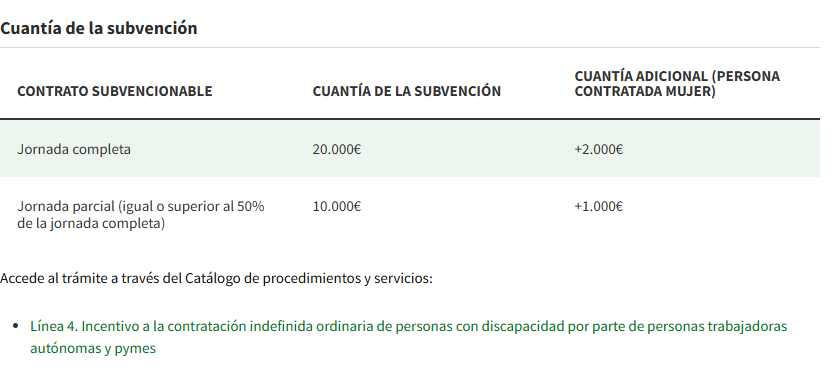 Cuantía de la subvención
CONTRATO SUBVENCIONABLE
CUANTÍA DE LA SUBVENCIÓN
CUANTÍA ADICIONAL (PERSONA
CONTRATADA MUJER)
Jornada completa
20.000€
+2.000€
Jornada parcial (igual o superior al 50%
de la jornada completa)
10.000€
+1.000€
Accede al trámite a través del Catálogo de procedimientos y servicios:
Línea 4. Incentivo a la contratación indefinida ordinaria de personas con discapacidad por parte de personas trabajadoras
autónomas y pymes